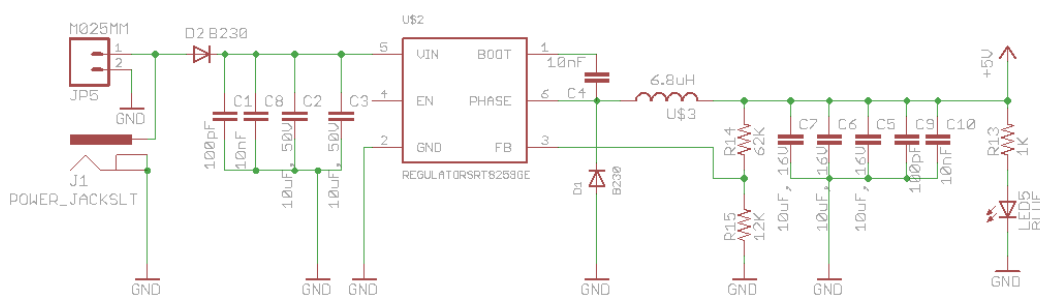 M025MM
1
2
JP5
GND
J1
POWER_JACKSLT
GND
D2 B230
C1
100pF
C8
10nF
C2
10uF, 50V
C3
10uF, 50V
GND
U$2
5
VIN
BOOT
1
4
EN
PHASE
6
2
GND
FB
3
REGULATORSRT8259GE
GND
10nF
C4
D1
B230
GND
6.8uH
U$3
R14
62K
R15
12K
GND
C7
10uF, 16V
C6
10uF, 16V
C5
10uF, 16V
C9
100pF
C10
10nF
GND
+5V
R13
1K
LED5
BLUE
GND